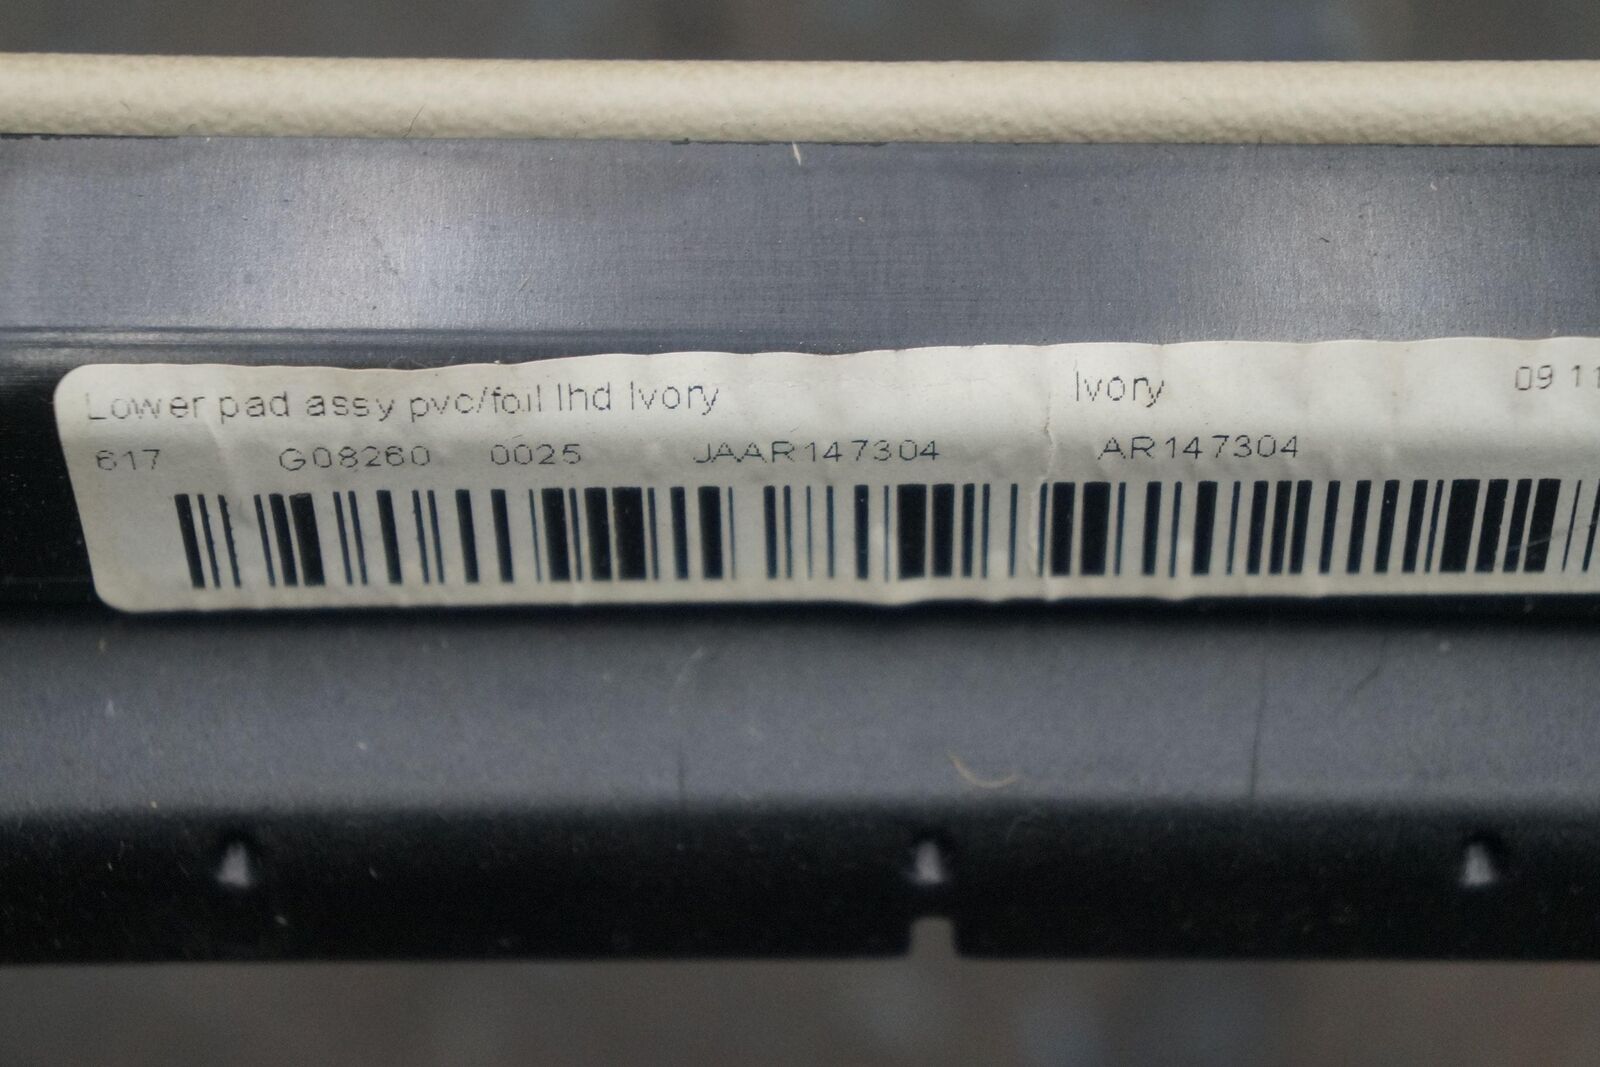 Lower pad assy pvc/foil lhd Ivory Ivory 09 11
617 G08260 0025 JAAR147304 AR147304